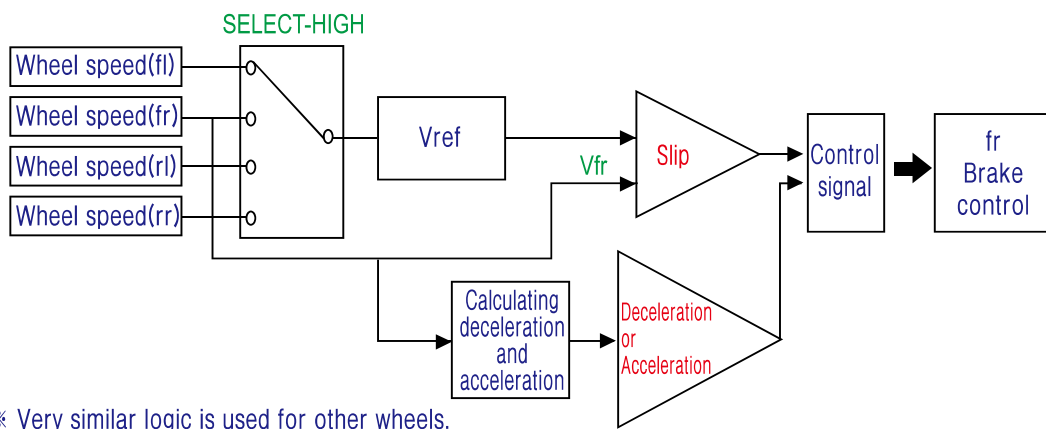 SELECT-HIGH
Wheel speed(fl)
Wheel speed(fr)
Wheel speed(rl)
Wheel speed(rr)
Vref
Vfr
Slip
Control
signal
fr
Brake
control
Calculating
deceleration
and
acceleration
Deceleration
or
Acceleration
※ Very similar logic is used for other wheels.